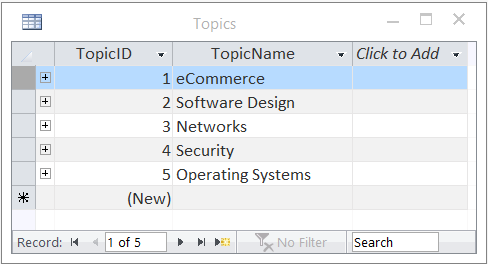 Topics
TopicID TopicName Click to Add
1 eCommerce
2 Software Design
3 Networks
4 Security
5 Operating Systems
(New)
Record: 1 of 5 No Filter Search